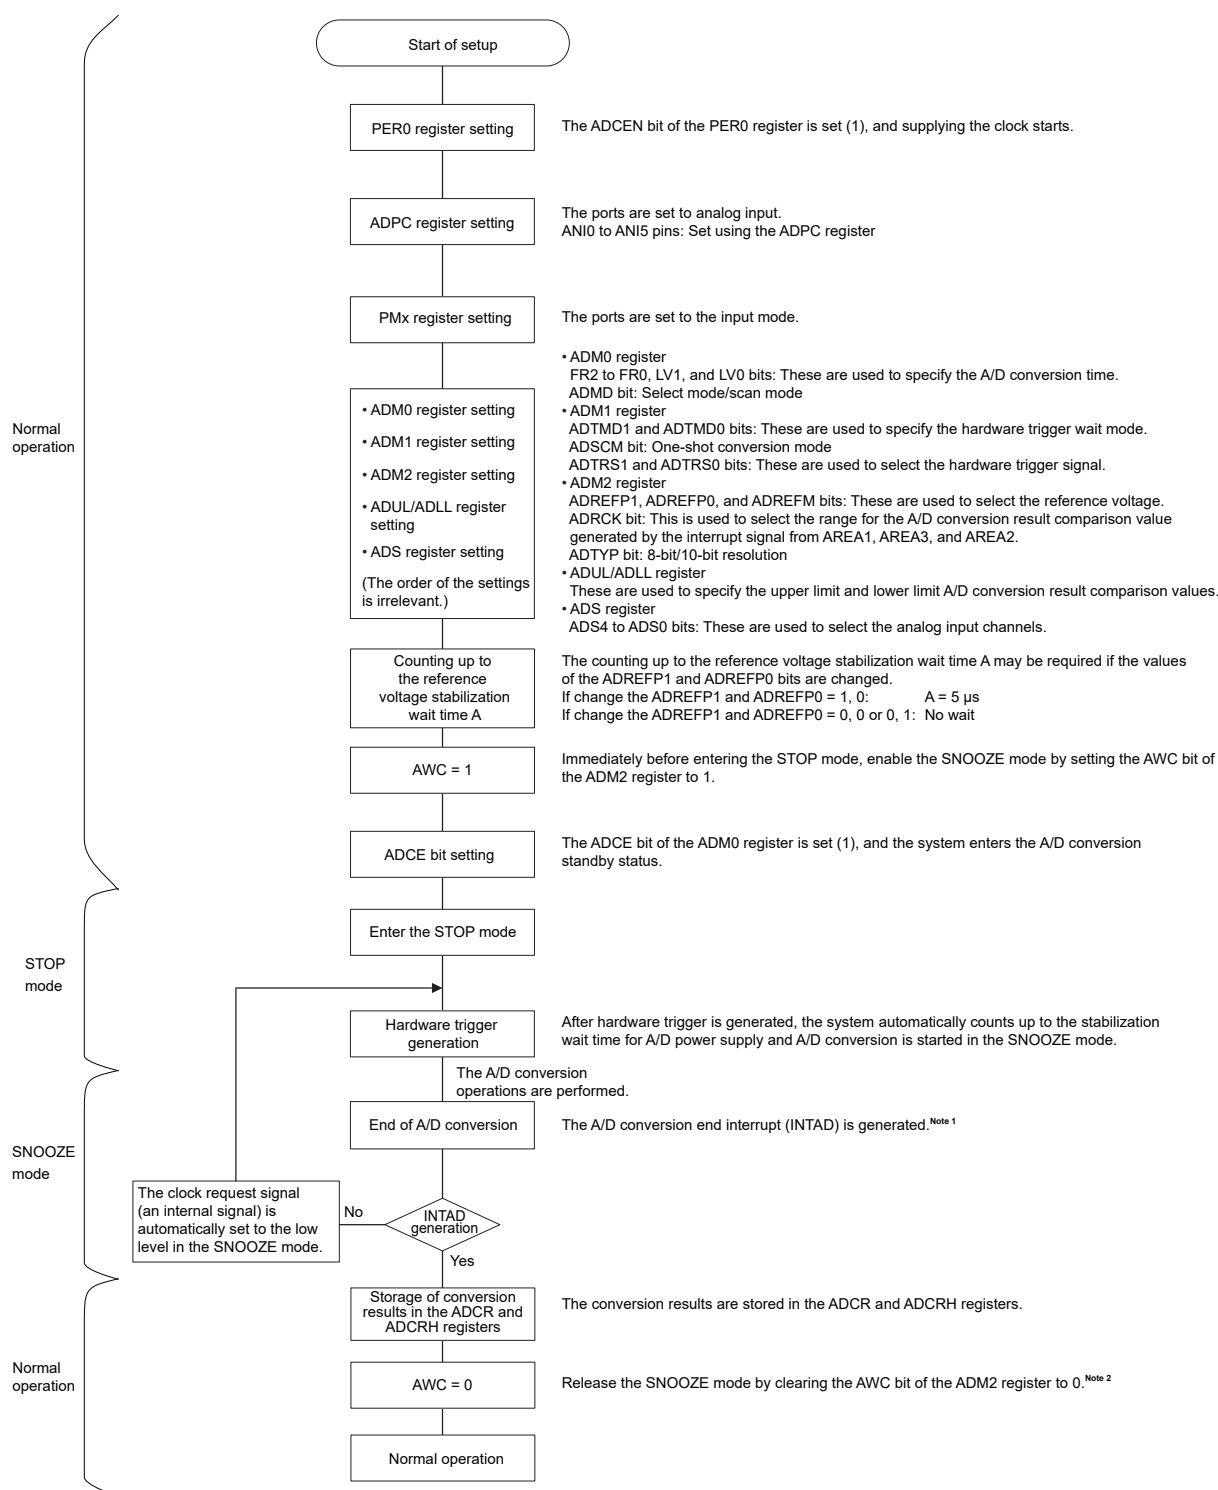 Start of setup
PER0 register setting
The ADCEN bit of the PER0 register is set (1), and supplying the clock starts.
ADPC register setting
The ports are set to analog input.
ANI0 to ANI5 pins: Set using the ADPC register
PMx register setting
The ports are set to the input mode.
Normal
operation
• ADM0 register setting
• ADM1 register setting
• ADM2 register setting
• ADUL/ADLL register
setting
• ADS register setting
(The order of the settings
is irrelevant.)
• ADM0 register
FR2 to FR0, LV1, and LV0 bits: These are used to specify the A/D conversion time.
ADMD bit: Select mode/scan mode
• ADM1 register
ADTMD1 and ADTMD0 bits: These are used to specify the hardware trigger wait mode.
ADSCM bit: One-shot conversion mode
ADTRS1 and ADTRS0 bits: These are used to select the hardware trigger signal.
• ADM2 register
ADREFP1, ADREFP0, and ADREFM bits: These are used to select the reference voltage.
ADRCK bit: This is used to select the range for the A/D conversion result comparison value
generated by the interrupt signal from AREA1, AREA3, and AREA2.
ADTYP bit: 8-bit/10-bit resolution
• ADUL/ADLL register
These are used to specify the upper limit and lower limit A/D conversion result comparison values.
• ADS register
ADS4 to ADS0 bits: These are used to select the analog input channels.
Counting up to
the reference
voltage stabilization
wait time A
The counting up to the reference voltage stabilization wait time A may be required if the values
of the ADREFP1 and ADREFP0 bits are changed.
If change the ADREFP1 and ADREFP0 = 1, 0: A = 5 µs
If change the ADREFP1 and ADREFP0 = 0, 0 or 0, 1: No wait
AWC = 1
Immediately before entering the STOP mode, enable the SNOOZE mode by setting the AWC bit of
the ADM2 register to 1.
ADCE bit setting
The ADCE bit of the ADM0 register is set (1), and the system enters the A/D conversion
standby status.
Enter the STOP mode
STOP
mode
Hardware trigger
generation
After hardware trigger is generated, the system automatically counts up to the stabilization
wait time for A/D power supply and A/D conversion is started in the SNOOZE mode.
The A/D conversion
operations are performed.
End of A/D conversion
The A/D conversion end interrupt (INTAD) is generated.Note 1
SNOOZE
mode
The clock request signal
(an internal signal) is
automatically set to the low
level in the SNOOZE mode.
No
INTAD
generation
Yes
Storage of conversion
results in the ADCR and
ADCRH registers
The conversion results are stored in the ADCR and ADCRH registers.
Normal
operation
AWC = 0
Release the SNOOZE mode by clearing the AWC bit of the ADM2 register to 0.Note 2
Normal operation